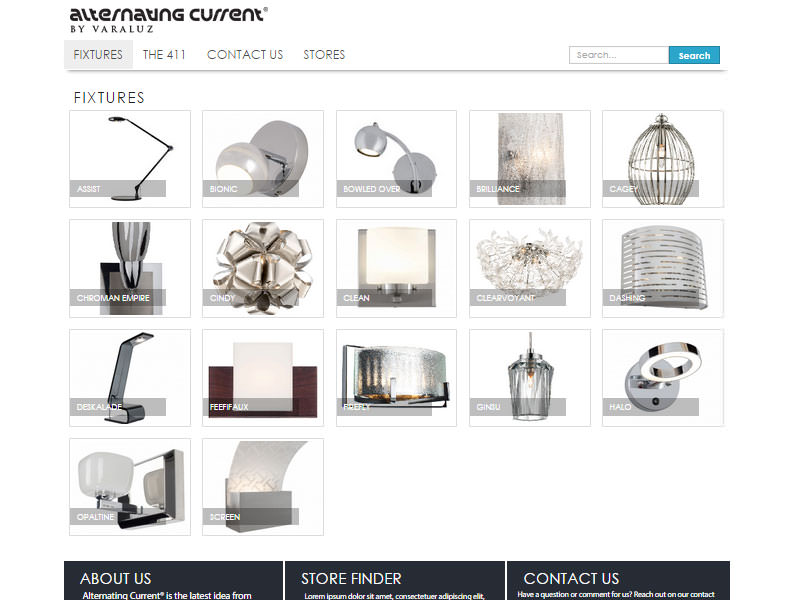 alternating current®
BY VARALUZ
FIXTURES THE 411 CONTACT US STORES Search... Search
FIXTURES
ASSIST BIONIC BOWLED OVER BRILLIANCE CAGEY
CHROMAN EMPIRE CINDY CLEAN CLEARVOYANT DASHING
DESKALADE FEEFIFAUX FIREFLY GINSU HALO
OPALTINE SCREEN
ABOUT US STORE FINDER CONTACT US
Alternating Current® is the latest idea from Lorem ipsum dolor sit amet, consectetuer adipiscing elit, Have a question or comment for us? Reach out on our contact